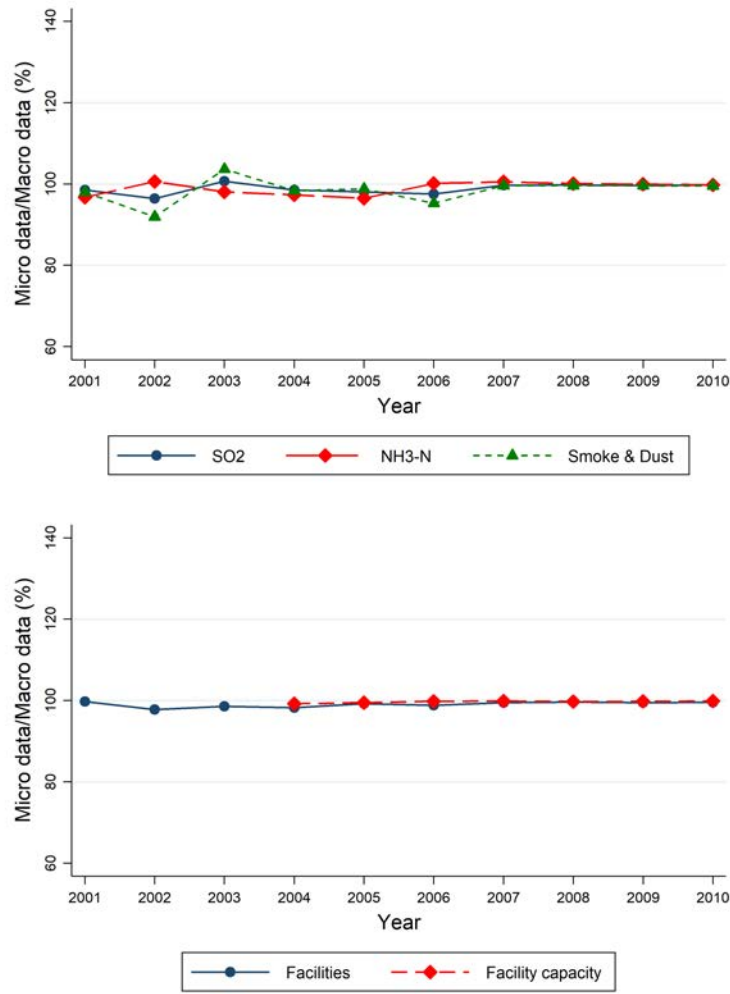 Micro data/Macro data (%)
140
120
100
80
60
2001 2002 2003 2004 2005 2006 2007 2008 2009 2010
Year
SO2 NH3-N Smoke & Dust
Micro data/Macro data (%)
140
120
100
80
60
2001 2002 2003 2004 2005 2006 2007 2008 2009 2010
Year
Facilities Facility capacity